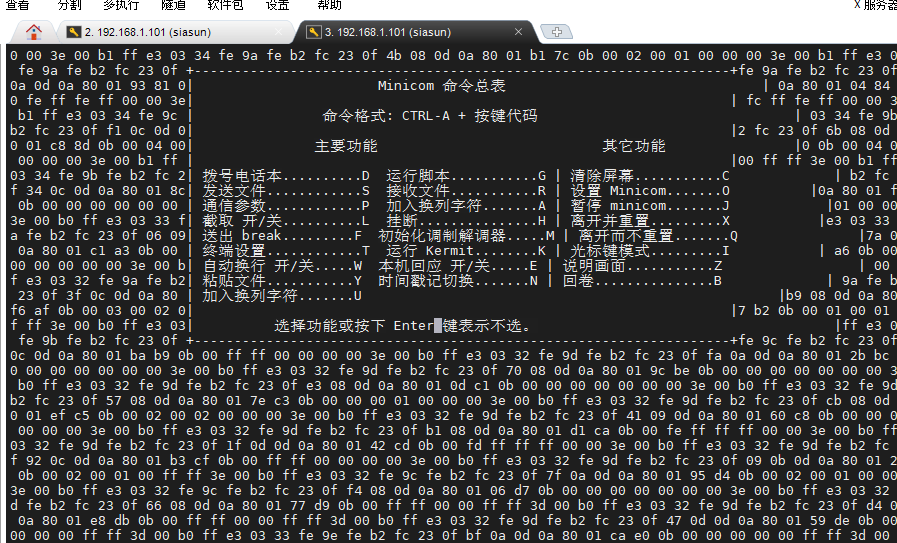 查看 分割 多执行 隧道 软件包 设置 帮助 X 服务器
2. 192.168.1.101 (siasun) 3. 192.168.1.101 (siasun)
0 00 3e 00 b1 ff e3 03 34 fe 9a fe b2 fc 23 0f 4b 08 0d 0a 80 01 b1 7c 0b 00 02 00 01 00 00 00 3e 00 b1 ff e3 0
fe 9a fe b2 fc 23 0f +------------------------------------------------------------------+fe 9a fe b2 fc 23 0f
0a 0d 0a 80 01 93 81 0| Minicom 命令总表 | 0a 80 01 04 84
0 fe ff fe ff 00 00 3e| | fc ff fe ff 00 00 3
b1 ff e3 03 34 fe 9c | 命令格式: CTRL-A + 按键代码 | 03 34 fe 9b
b2 fc 23 0f f1 0c 0d 0| |2 fc 23 0f 6b 08 0d
0 01 c8 8d 0b 00 04 00| 主要功能 其它功能 |0 0b 00 04 0
00 00 00 3e 00 b1 ff | |00 ff ff 3e 00 b1 ff
03 34 fe 9b fe b2 fc 2| 拨号电话本..........D 运行脚本...........G | 清除屏幕...........C | b2 fc
f 34 0c 0d 0a 80 01 8c| 发送文件............S 接收文件...........R | 设置 Minicom.......O |0a 80 01 f
0b 00 00 00 00 00 00 | 通信参数............P 加入换列字符.......A | 暂停 minicom.......J |01 00 00
3e 00 b0 ff e3 03 33 f| 截取 开/关..........L 挂断...............H | 离开并重置.........X |e3 03 33
a fe b2 fc 23 0f 06 09| 送出 break.........F 初始化调制解调器.....M | 离开而不重置.......Q |7a 0
0a 80 01 c1 a3 0b 00 | 终端设置............T 运行 Kermit........K | 光标键模式.........I | a6 0b 00
00 00 00 00 00 3e 00 b| 自动换行 开/关.....W 本机回应 开/关.....E | 说明画面...........Z | 00
ff e3 03 32 fe 9a fe b2| 粘贴文件...........Y 时间戳记切换.......N | 回卷...............B | 9a fe b
23 0f 3f 0c 0d 0a 80 | 加入换列字符.......U |b9 08 0d 0a 80
f6 af 0b 00 03 00 02 0| |7 b2 0b 00 01 00 01
f ff 3e 00 b0 ff e3 03| 选择功能或按下 Enter 键表示不选。 |ff e3 0
fe 9b fe b2 fc 23 0f +------------------------------------------------------------------+fe 9c fe b2 fc 23 0f
0c 0d 0a 80 01 ba b9 0b 00 ff ff 00 00 00 00 3e 00 b0 ff e3 03 32 fe 9d fe b2 fc 23 0f fa 0a 0d 0a 80 01 2b bc
0 00 00 00 00 00 00 3e 00 b0 ff e3 03 32 fe 9d fe b2 fc 23 0f 70 08 0d 0a 80 01 9c be 0b 00 00 00 00 00 00 00 3
b0 ff e3 03 32 fe 9d fe b2 fc 23 0f e3 08 0d 0a 80 01 0d c1 0b 00 00 00 00 00 00 00 3e 00 b0 ff e3 03 32 fe 9d
b2 fc 23 0f 57 08 0d 0a 80 01 7e c3 0b 00 00 00 01 00 00 00 3e 00 b0 ff e3 03 32 fe 9d fe b2 fc 23 0f cb 08 0d
0 01 ef c5 0b 00 02 00 02 00 00 00 3e 00 b0 ff e3 03 32 fe 9d fe b2 fc 23 0f 41 09 0d 0a 80 01 60 c8 0b 00 00 0
00 00 00 3e 00 b0 ff e3 03 32 fe 9d fe b2 fc 23 0f b1 08 0d 0a 80 01 d1 ca 0b 00 fe ff ff ff 00 00 3e 00 b0 ff
03 32 fe 9d fe b2 fc 23 0f 1f 0d 0d 0a 80 01 42 cd 0b 00 fd ff ff ff 00 00 3e 00 b0 ff e3 03 32 fe 9d fe b2 fc
f 92 0c 0d 0a 80 01 b3 cf 0b 00 ff ff 00 00 00 00 3e 00 b0 ff e3 03 32 fe 9d fe b2 fc 23 0f 09 0b 0d 0a 80 01 2
0b 00 02 00 01 00 ff ff 3e 00 b0 ff e3 03 32 fe 9c fe b2 fc 23 0f 7f 0a 0d 0a 80 01 95 d4 0b 00 02 00 01 00 00
3e 00 b0 ff e3 03 32 fe 9c fe b2 fc 23 0f f4 08 0d 0a 80 01 06 d7 0b 00 00 00 00 00 00 00 3e 00 b0 ff e3 03 32
d fe b2 fc 23 0f 66 08 0d 0a 80 01 77 d9 0b 00 ff ff 00 00 ff ff 3d 00 b0 ff e3 03 32 fe 9d fe b2 fc 23 0f d4 0
0a 80 01 e8 db 0b 00 ff ff 00 00 ff ff 3d 00 b0 ff e3 03 32 fe 9d fe b2 fc 23 0f 47 0d 0d 0a 80 01 59 de 0b 00
00 00 00 ff ff 3d 00 b0 ff e3 03 33 fe 9e fe b2 fc 23 0f bf 0a 0d 0a 80 01 ca e0 0b 00 00 00 00 00 ff ff 3d 00